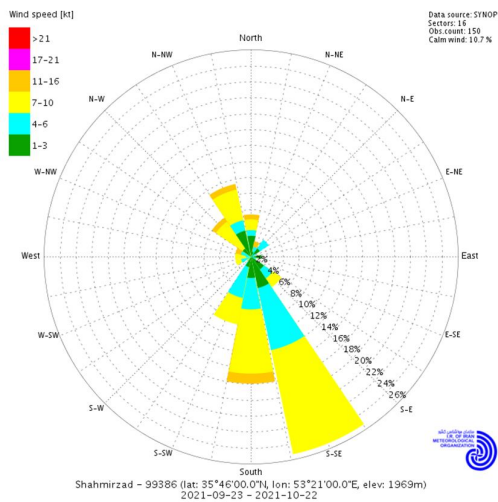 Wind speed [kt]
>21
17-21
11-16
7-10
4-6
1-3
Data source: SYNOP
Sectors: 16
Obs.count: 150
Calm wind: 10.7 %
North
N-NW
N-NE
N-W
N-E
W-NW
E-NE
West
East
W-SW
E-SE
S-W
S-E
S-SW
S-SE
South
4%
6%
8%
10%
12%
14%
16%
18%
20%
22%
24%
26%
I.R. OF IRAN
METEOROLOGICAL
ORGANIZATION
Shahmirzad - 99386 (lat: 35°46'00.0"N, lon: 53°21'00.0"E, elev: 1969m)
2021-09-23 - 2021-10-22